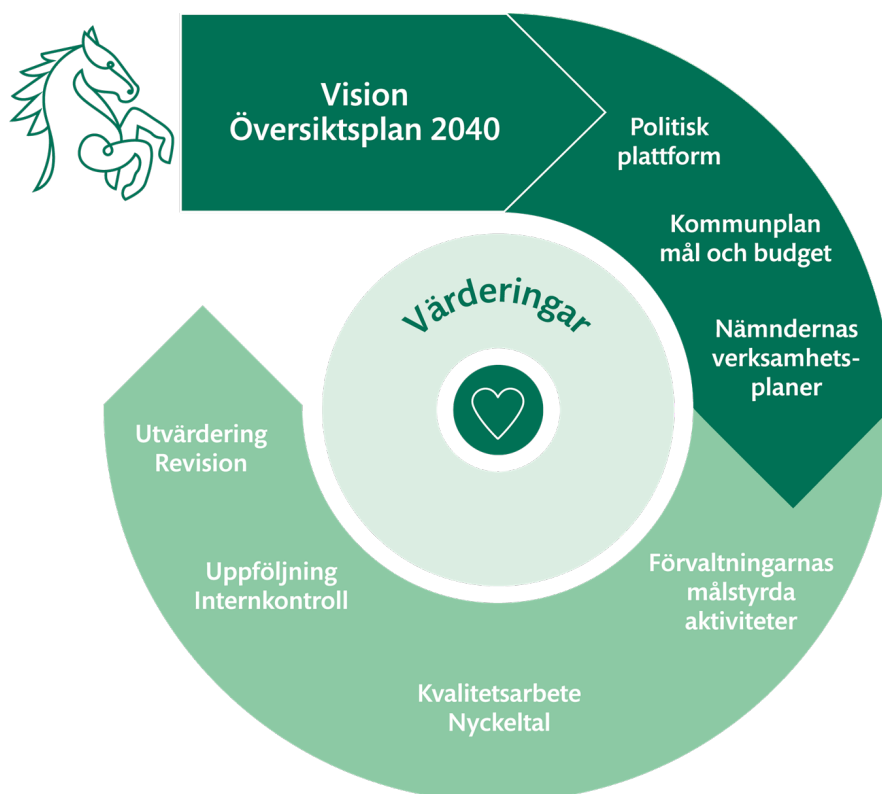 Vision
Översiktsplan 2040
Politisk
plattform
Kommunplan
mål och budget
Nämndernas
verksamhets-
planer
Värderingar
Förvaltningarnas
målstyrda
aktiviteter
Kvalitetsarbete
Nyckeltal
Uppföljning
Internkontroll
Utvärdering
Revision